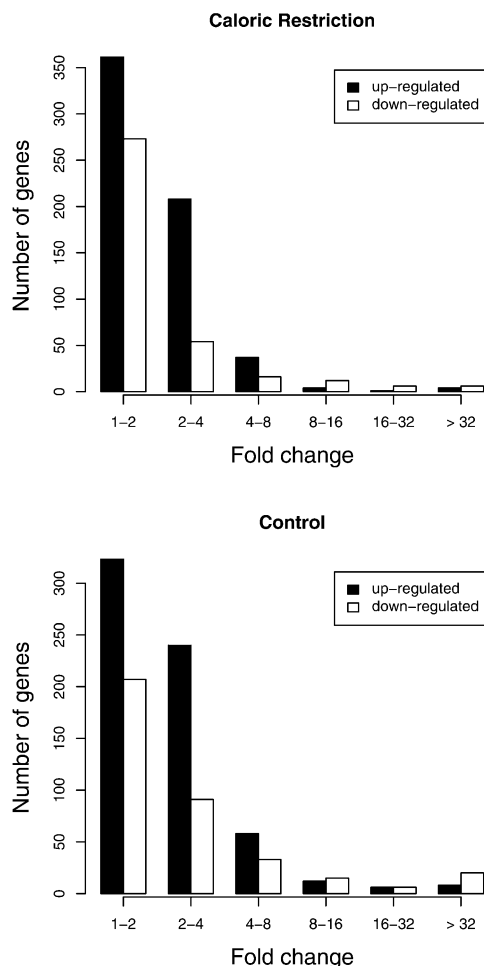 Caloric Restriction
up−regulated
down−regulated
Number of genes
350
300
250
200
150
100
50
0
1−2 2−4 4−8 8−16 16−32 > 32
Fold change
Control
up−regulated
down−regulated
Number of genes
300
250
200
150
100
50
0
1−2 2−4 4−8 8−16 16−32 > 32
Fold change